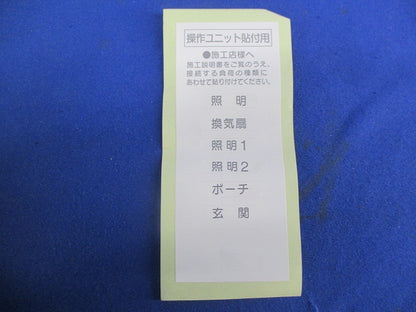 操作ユニット貼付用
●施工店様へ
施工説明書をご覧のうえ、
接続する負荷の種類に
あわせて貼り付けてください。
照明
換気扇
照明1
照明2
ポーチ
玄関